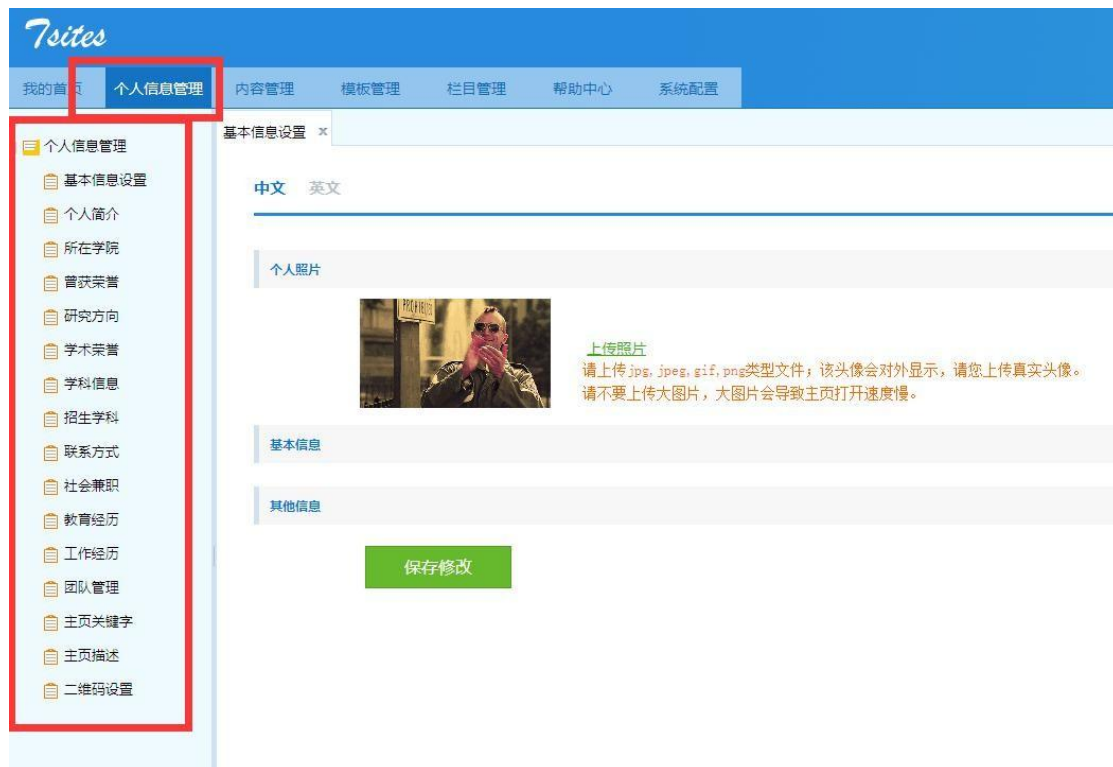 Tsites
我的首页 个人信息管理 内容管理 模板管理 栏目管理 帮助中心 系统配置
个人信息管理
基本信息设置
个人简介
所在学院
曾获荣誉
研究方向
学术荣誉
学科信息
招生学科
联系方式
社会兼职
教育经历
工作经历
团队管理
主页关键字
主页描述
二维码设置
基本信息设置 x
中文 英文
个人照片
上传照片
请上传jpg,jpeg,gif,png类型文件；该头像会对外显示，请您上传真实头像。
请不要上传大图片，大图片会导致主页打开速度慢。
基本信息
其他信息
保存修改